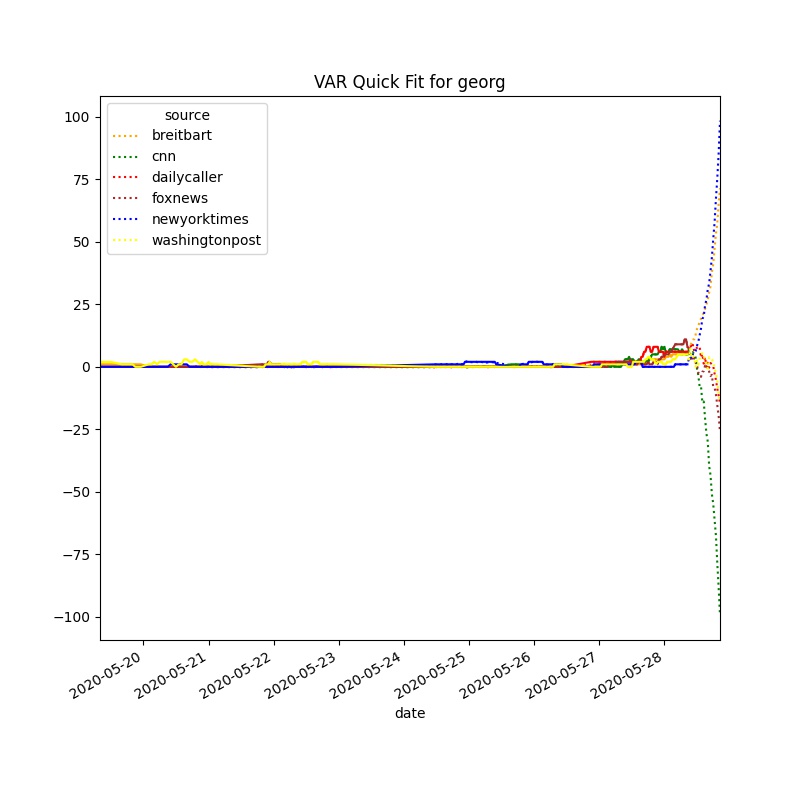 VAR Quick Fit for georg
source
breitbart
cnn
dailycaller
foxnews
newyorktimes
washingtonpost
100
75
50
25
0
−25
−50
−75
−100
2020-05-20
2020-05-21
2020-05-22
2020-05-23
2020-05-24
2020-05-25
2020-05-26
2020-05-27
2020-05-28
date